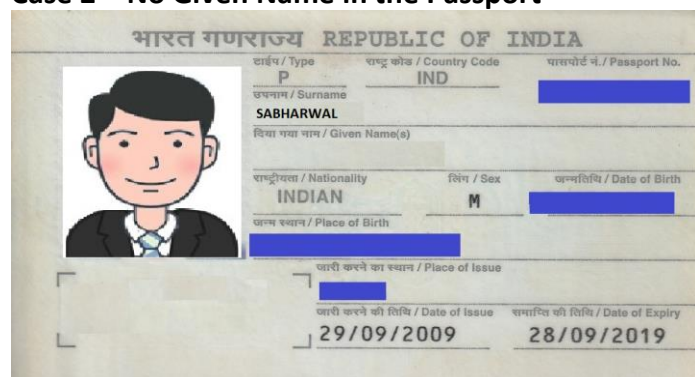 Case 2 – No Given Name in the Passport
भारत गणराज्य REPUBLIC OF INDIA
टाईप / Type राष्ट्र कोड / Country Code पासपोर्ट नं. / Passport No.
P IND
उपनाम / Surname
SABHARWAL
दिया गया नाम / Given Name(s)
राष्ट्रीयता / Nationality लिंग / Sex जन्मतिथि / Date of Birth
INDIAN M
जन्म स्थान / Place of Birth
जारी करने का स्थान / Place of Issue
जारी करने की तिथि / Date of Issue समाप्ति की तिथि / Date of Expiry
29/09/2009 28/09/2019